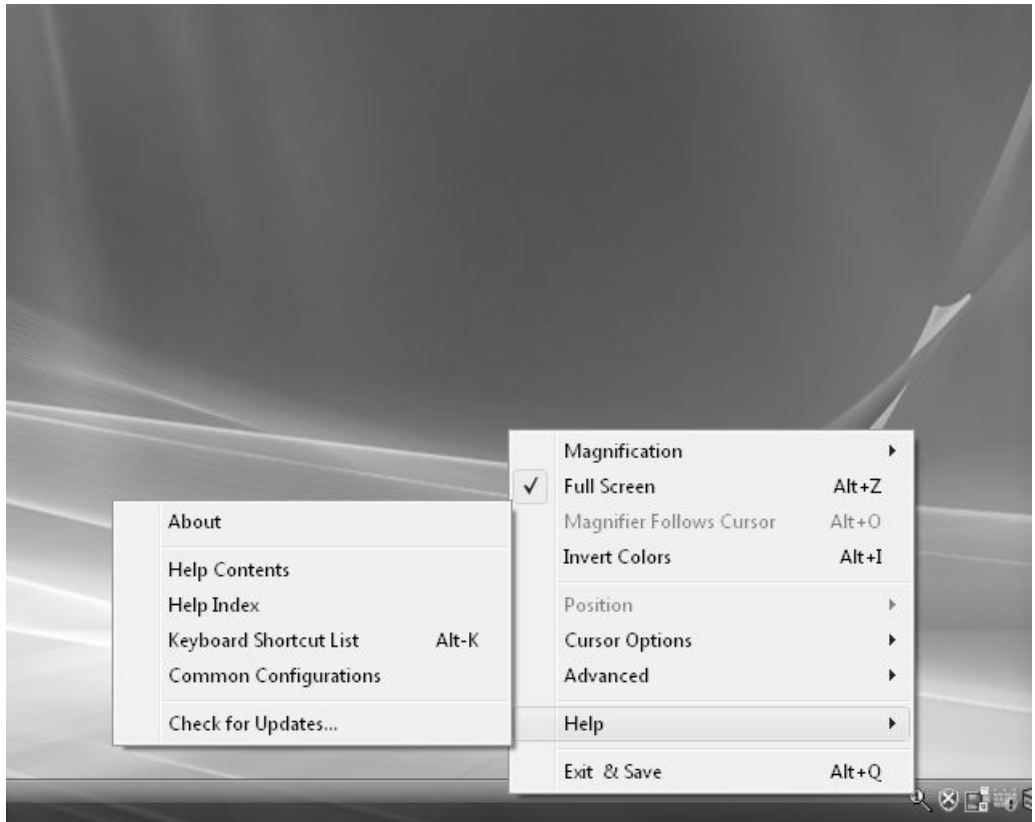 Magnification
Full Screen Alt+Z
Magnifier Follows Cursor Alt+O
Invert Colors Alt+I
Position
Cursor Options
Advanced
Help
Exit & Save Alt+Q
About
Help Contents
Help Index
Keyboard Shortcut List Alt-K
Common Configurations
Check for Updates...